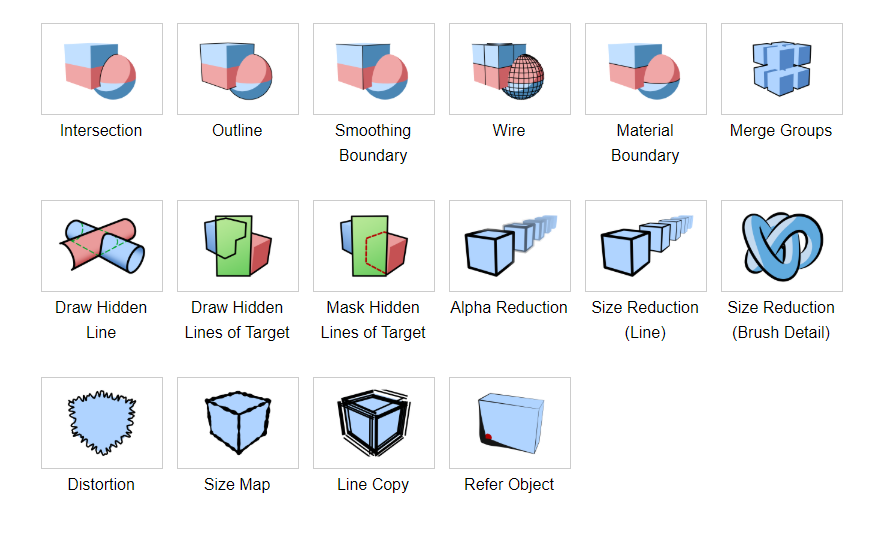 Intersection
Outline
Smoothing
Boundary
Wire
Material
Boundary
Merge Groups
Draw Hidden
Line
Draw Hidden
Lines of Target
Mask Hidden
Lines of Target
Alpha Reduction
Size Reduction
(Line)
Size Reduction
(Brush Detail)
Distortion
Size Map
Line Copy
Refer Object